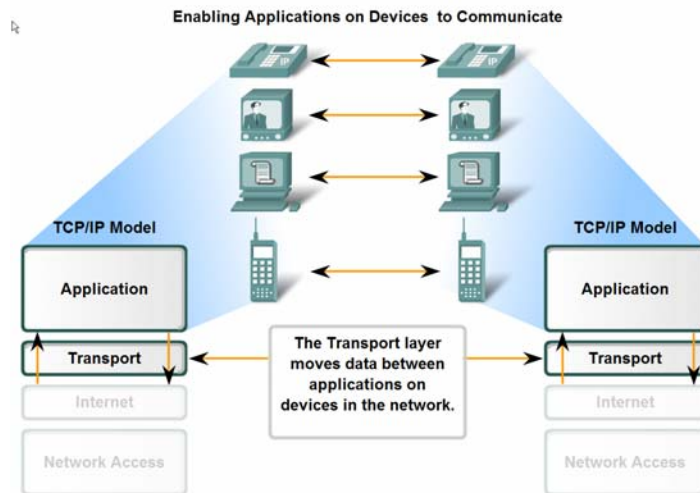 Enabling Applications on Devices to Communicate
IP
IP
TCP/IP Model
TCP/IP Model
Application
Application
The Transport layer
moves data between
applications on
devices in the network.
Transport
Transport
Internet
Internet
Network Access
Network Access